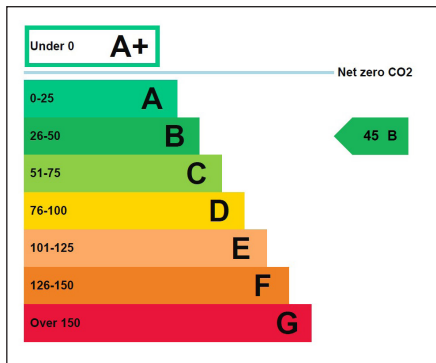 Under 0 A+
Net zero CO2
0-25 A
26-50 B
45 B
51-75 C
76-100 D
101-125 E
126-150 F
Over 150 G